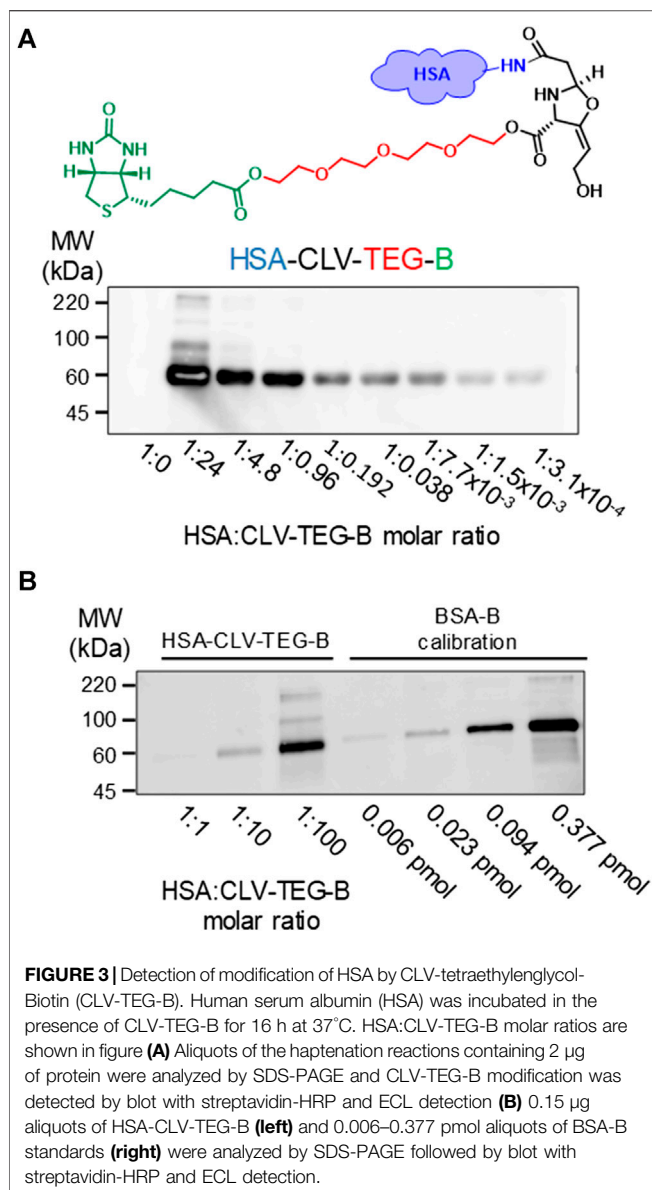 A
HSA
HN
O
H
HN
O
O
O
OH
O
HN
NH
H
H
S
O
O
O
O
O
MW
(kDa)
HSA-CLV-TEG-B
220
100
60
45
1:0
1:24
1:4.8
1:0.96
1:0.192
1:0.038
1:7.7x10-3
1:1.5x10-3
1:3.1x10-4
HSA:CLV-TEG-B molar ratio
B
MW
(kDa)
HSA-CLV-TEG-B
BSA-B
calibration
220
100
60
45
1:1
1:10
1:100
0.006 pmol
0.023 pmol
0.094 pmol
0.377 pmol
HSA:CLV-TEG-B
molar ratio
FIGURE 3 | Detection of modification of HSA by CLV-tetraethylenglycol-
Biotin (CLV-TEG-B). Human serum albumin (HSA) was incubated in the
presence of CLV-TEG-B for 16 h at 37°C. HSA:CLV-TEG-B molar ratios are
shown in figure (A) Aliquots of the haptenation reactions containing 2 µg
of protein were analyzed by SDS-PAGE and CLV-TEG-B modification was
detected by blot with streptavidin-HRP and ECL detection (B) 0.15 µg
aliquots of HSA-CLV-TEG-B (left) and 0.006–0.377 pmol aliquots of BSA-B
standards (right) were analyzed by SDS-PAGE followed by blot with
streptavidin-HRP and ECL detection.